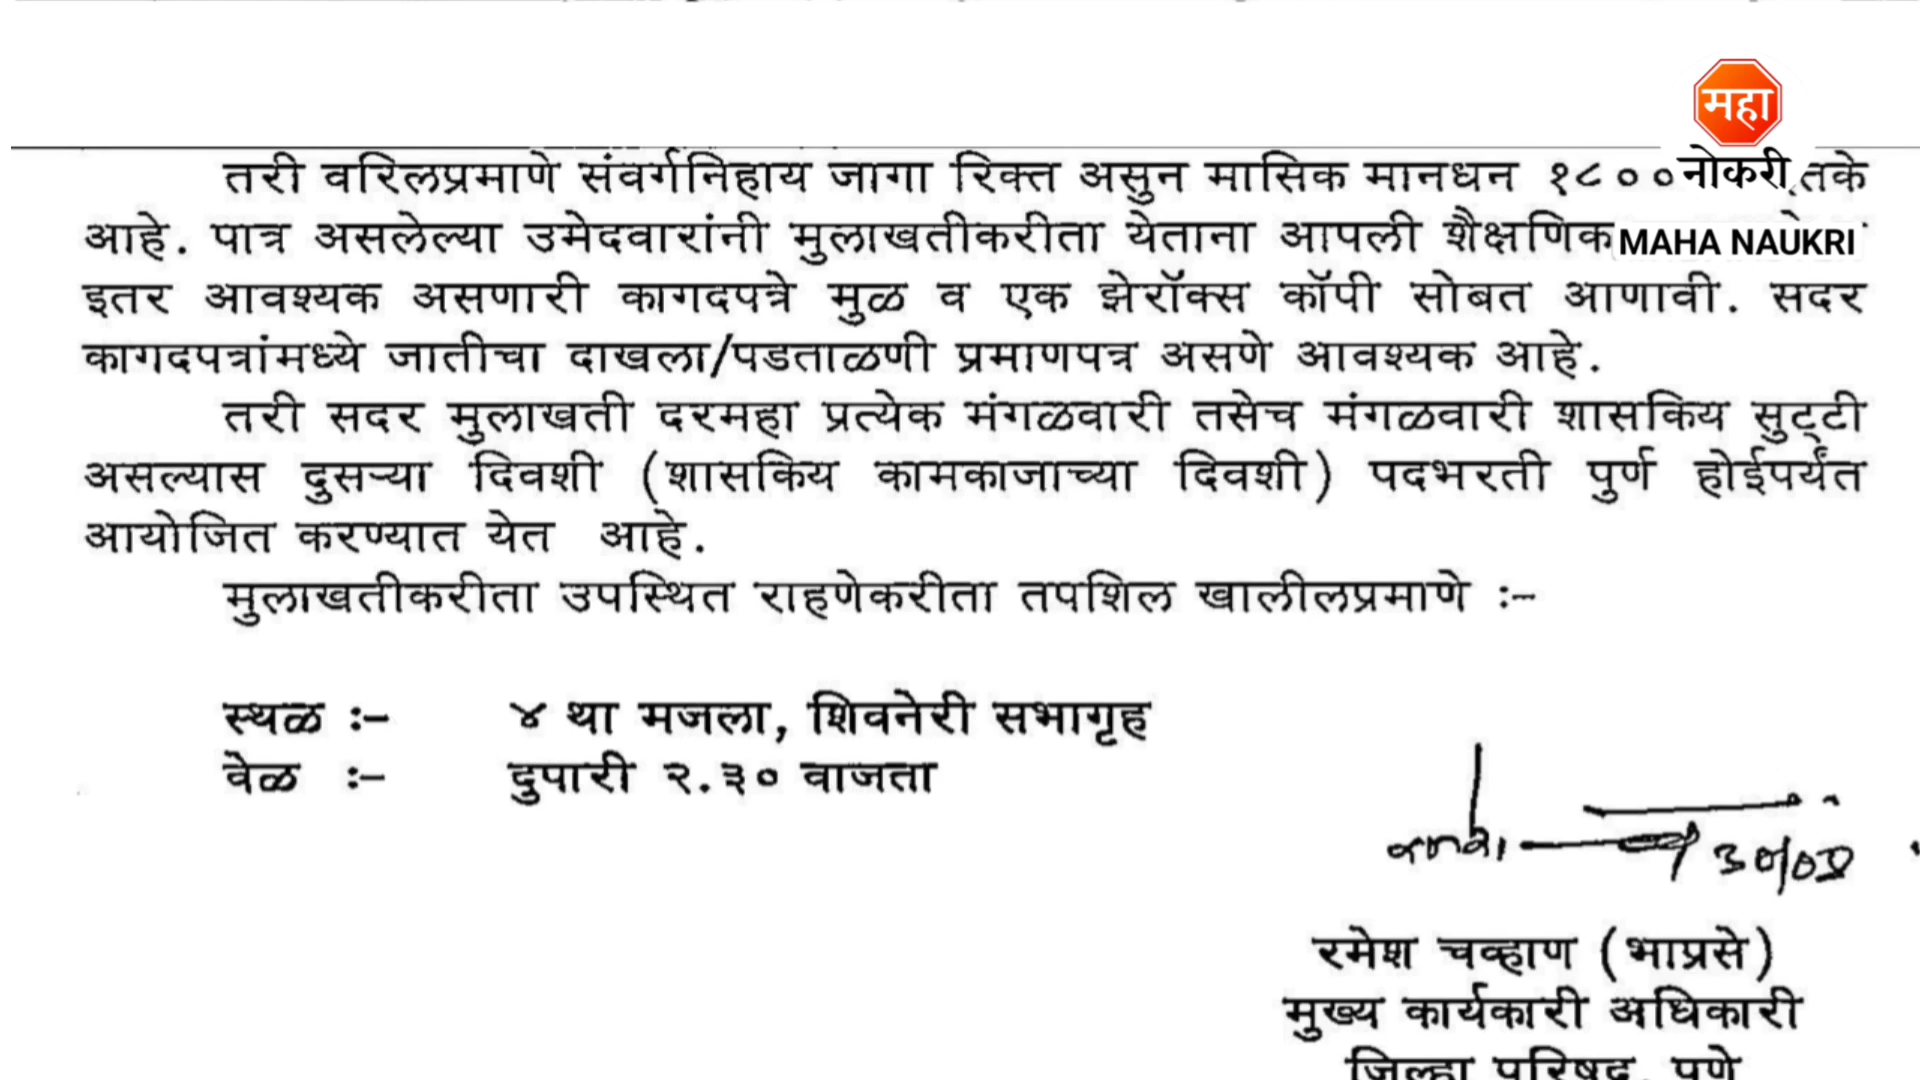 महा
नोकरी
MAHA NAUKRI
तरी वरिलप्रमाणे संवर्गनिहाय जागा रिक्त असुन मासिक मानधन १८००
आहे. पात्र असलेल्या उमेदवारांनी मुलाखतीकरीता येताना आपली शैक्षणिक
इतर आवश्यक असणारी कागदपत्रे मुळ व एक झेरॉक्स कॉपी सोबत आणावी. सदर
कागदपत्रांमध्ये जातीचा दाखला/पडताळणी प्रमाणपत्र असणे आवश्यक आहे.
तरी सदर मुलाखती दरमहा प्रत्येक मंगळवारी तसेच मंगळवारी शासकिय सुट्टी
असल्यास दुसऱ्या दिवशी (शासकिय कामकाजाच्या दिवशी) पदभरती पुर्ण होईपर्यंत
आयोजित करण्यात येत आहे.
मुलाखतीकरीता उपस्थित राहणेकरीता तपशिल खालीलप्रमाणे :-
स्थळ :- ४ था मजला, शिवनेरी सभागृह
वेळ :- दुपारी २.३० वाजता
रमेश चव्हाण (भाप्रसे)
मुख्य कार्यकारी अधिकारी
जिल्हा परिषद, पुणे